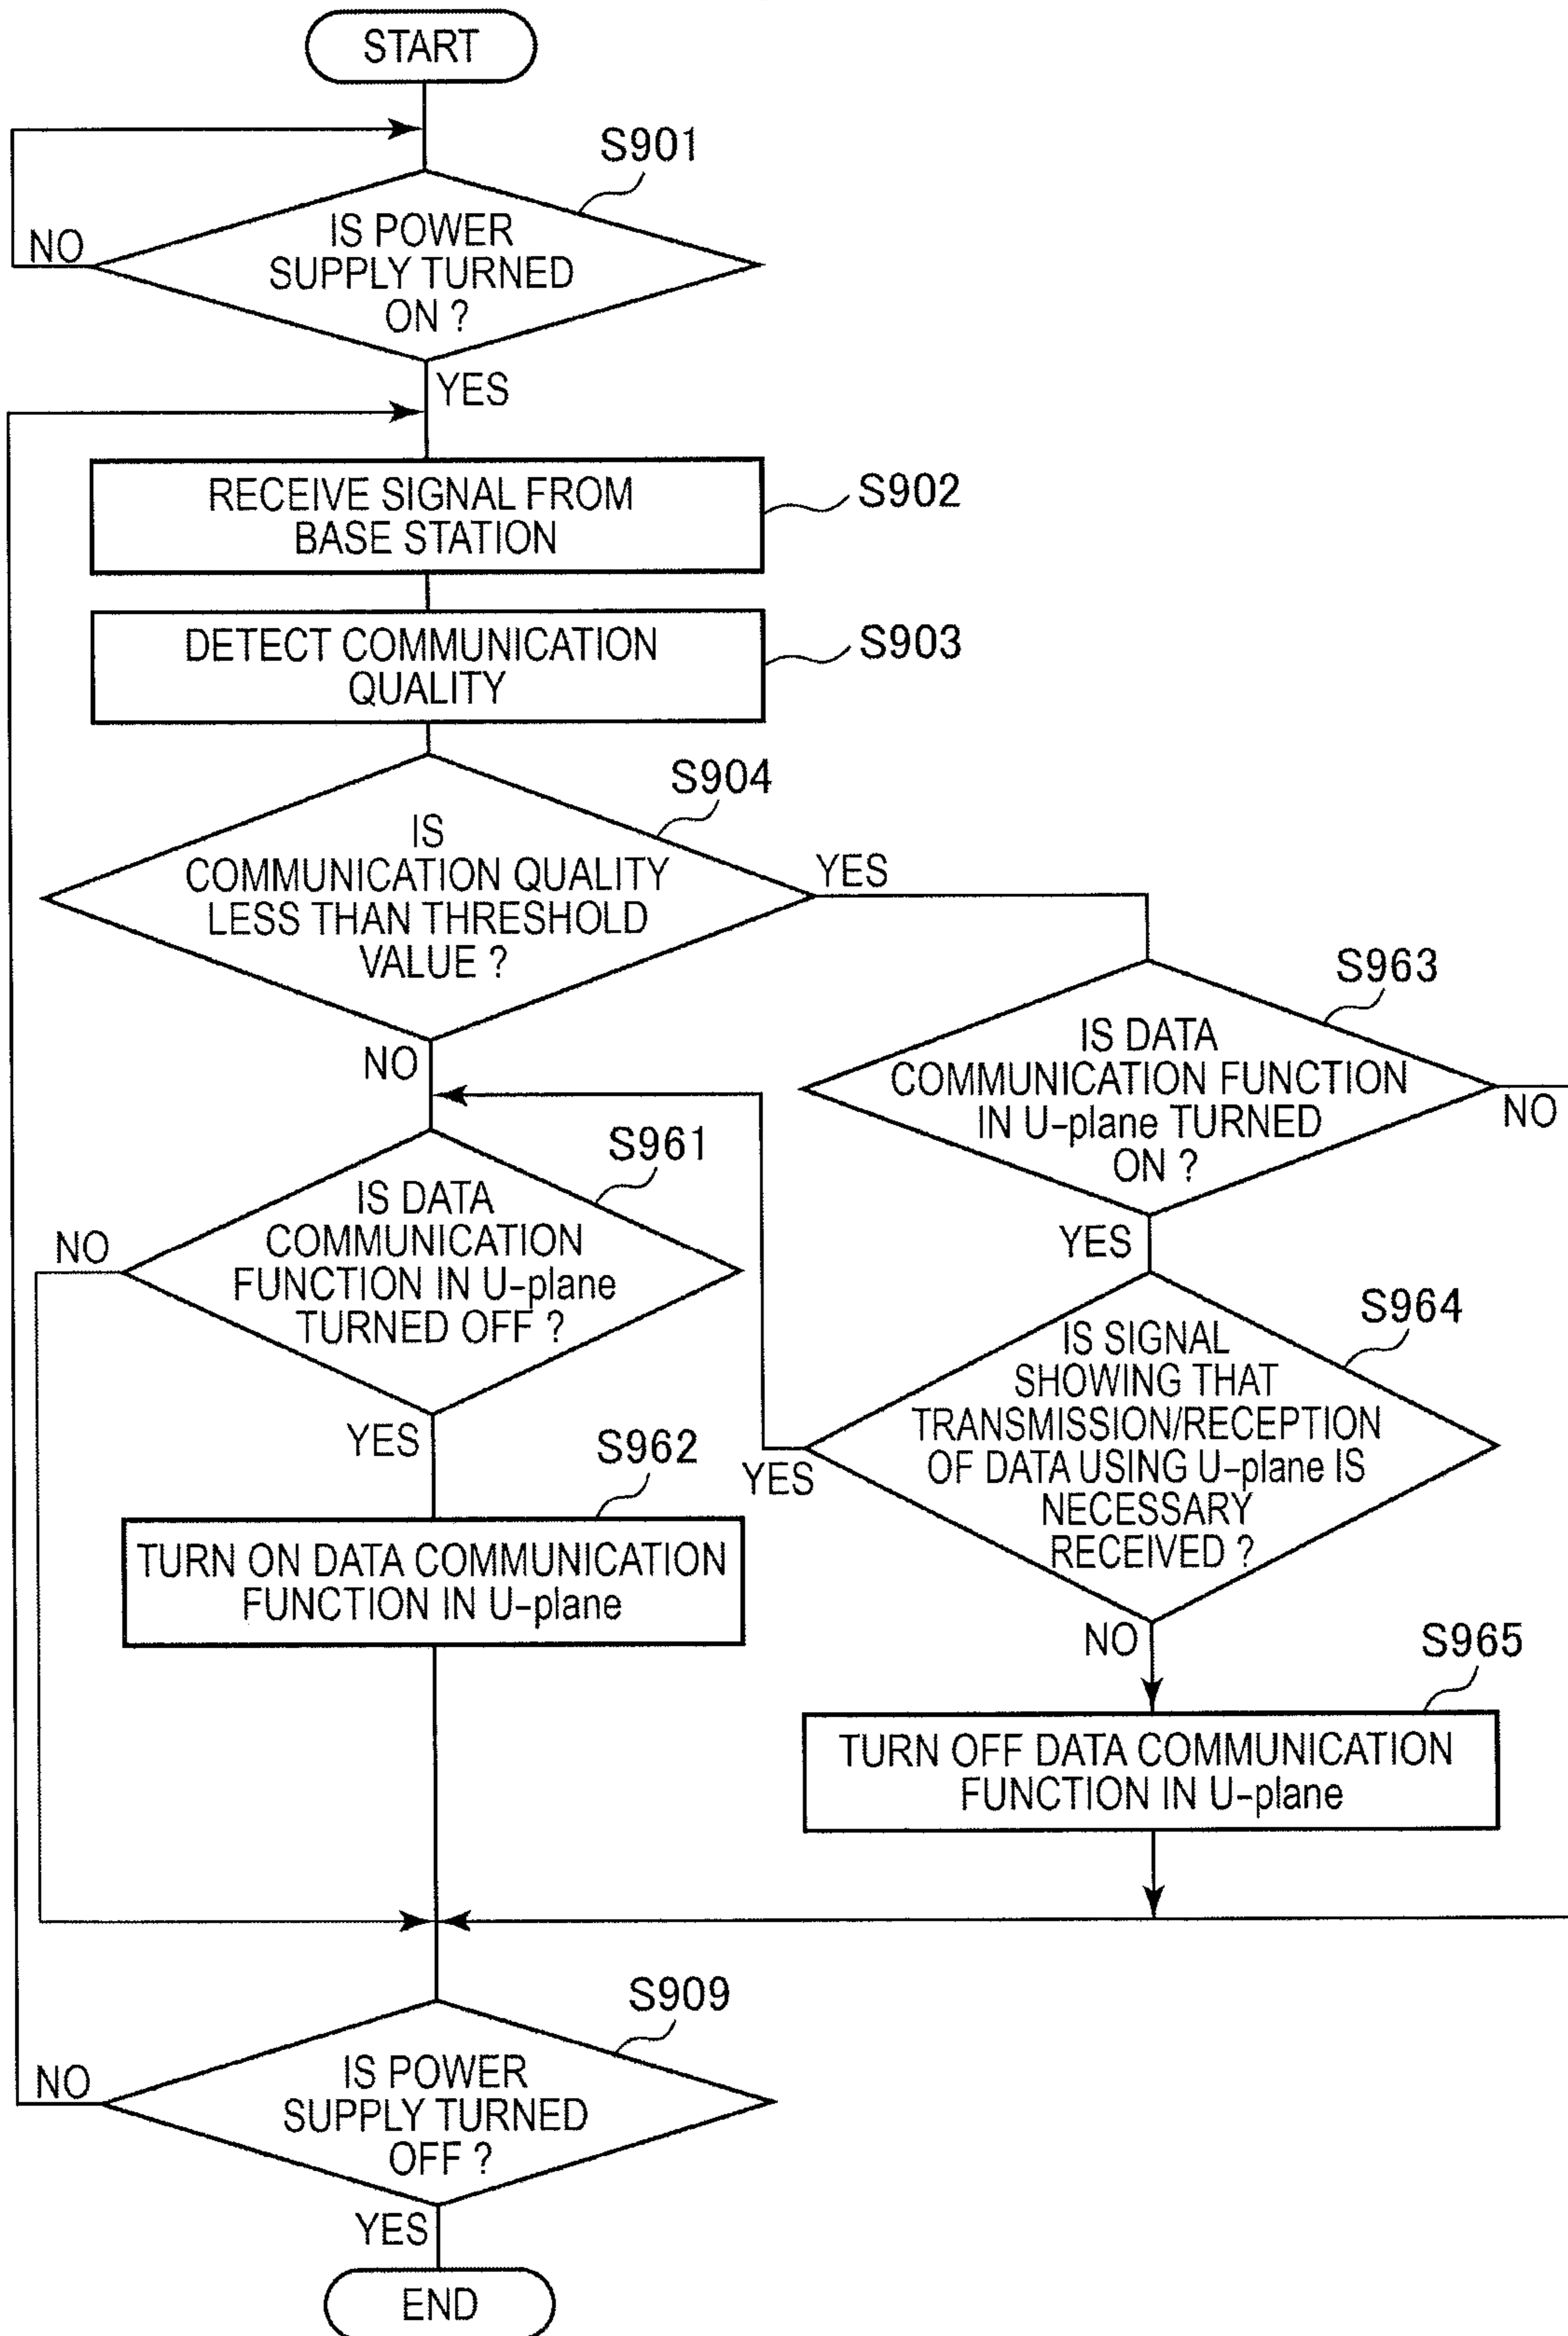 START
S901
IS POWER
SUPPLY TURNED
ON ?
NO
YES
RECEIVE SIGNAL FROM
BASE STATION
S902
DETECT COMMUNICATION
QUALITY
S903
S904
IS
COMMUNICATION QUALITY
LESS THAN THRESHOLD
VALUE ?
YES
NO
S963
IS DATA
COMMUNICATION FUNCTION
IN U-plane TURNED
ON ?
NO
YES
S961
IS DATA
COMMUNICATION
FUNCTION IN U-plane
TURNED OFF ?
NO
YES
S964
IS SIGNAL
SHOWING THAT
TRANSMISSION/RECEPTION
OF DATA USING U-plane IS
NECESSARY
RECEIVED ?
YES
NO
S962
TURN ON DATA COMMUNICATION
FUNCTION IN U-plane
S965
TURN OFF DATA COMMUNICATION
FUNCTION IN U-plane
S909
IS POWER
SUPPLY TURNED
OFF ?
NO
YES
END